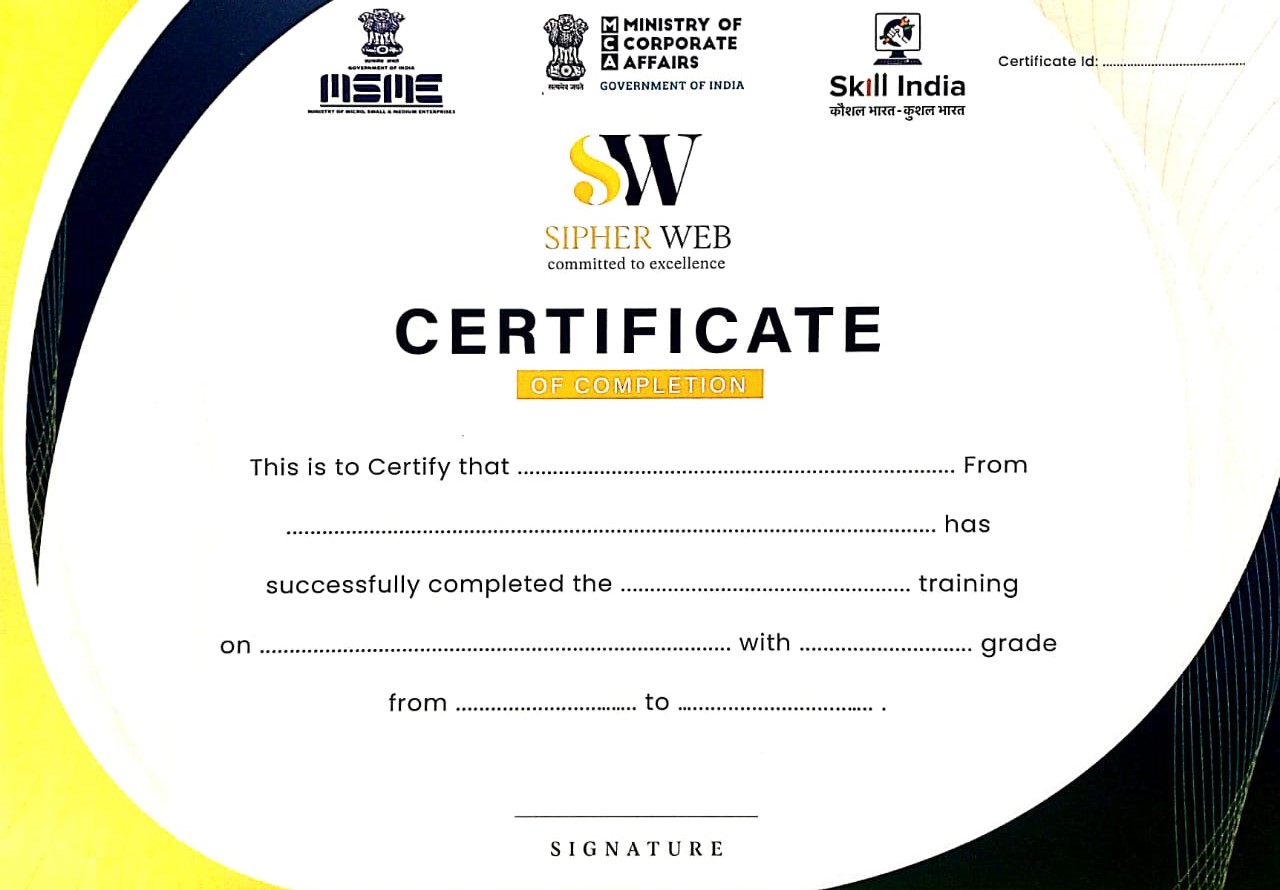 सत्यमेव जयते
GOVERNMENT OF INDIA
MSME
MINISTRY OF MICRO, SMALL & MEDIUM ENTERPRISES
सत्यमेव जयते
MCA
MINISTRY OF
CORPORATE
AFFAIRS
GOVERNMENT OF INDIA
Skill India
कौशल भारत - कुशल भारत
Certificate Id: ........................................
SW
SIPHER WEB
committed to excellence
CERTIFICATE
OF COMPLETION
This is to Certify that .......................................................................... From
.............................................................................................................. has
successfully completed the ................................................. training
on ................................................................................ with ............................. grade
from ............................... to ................................. .
SIGNATURE